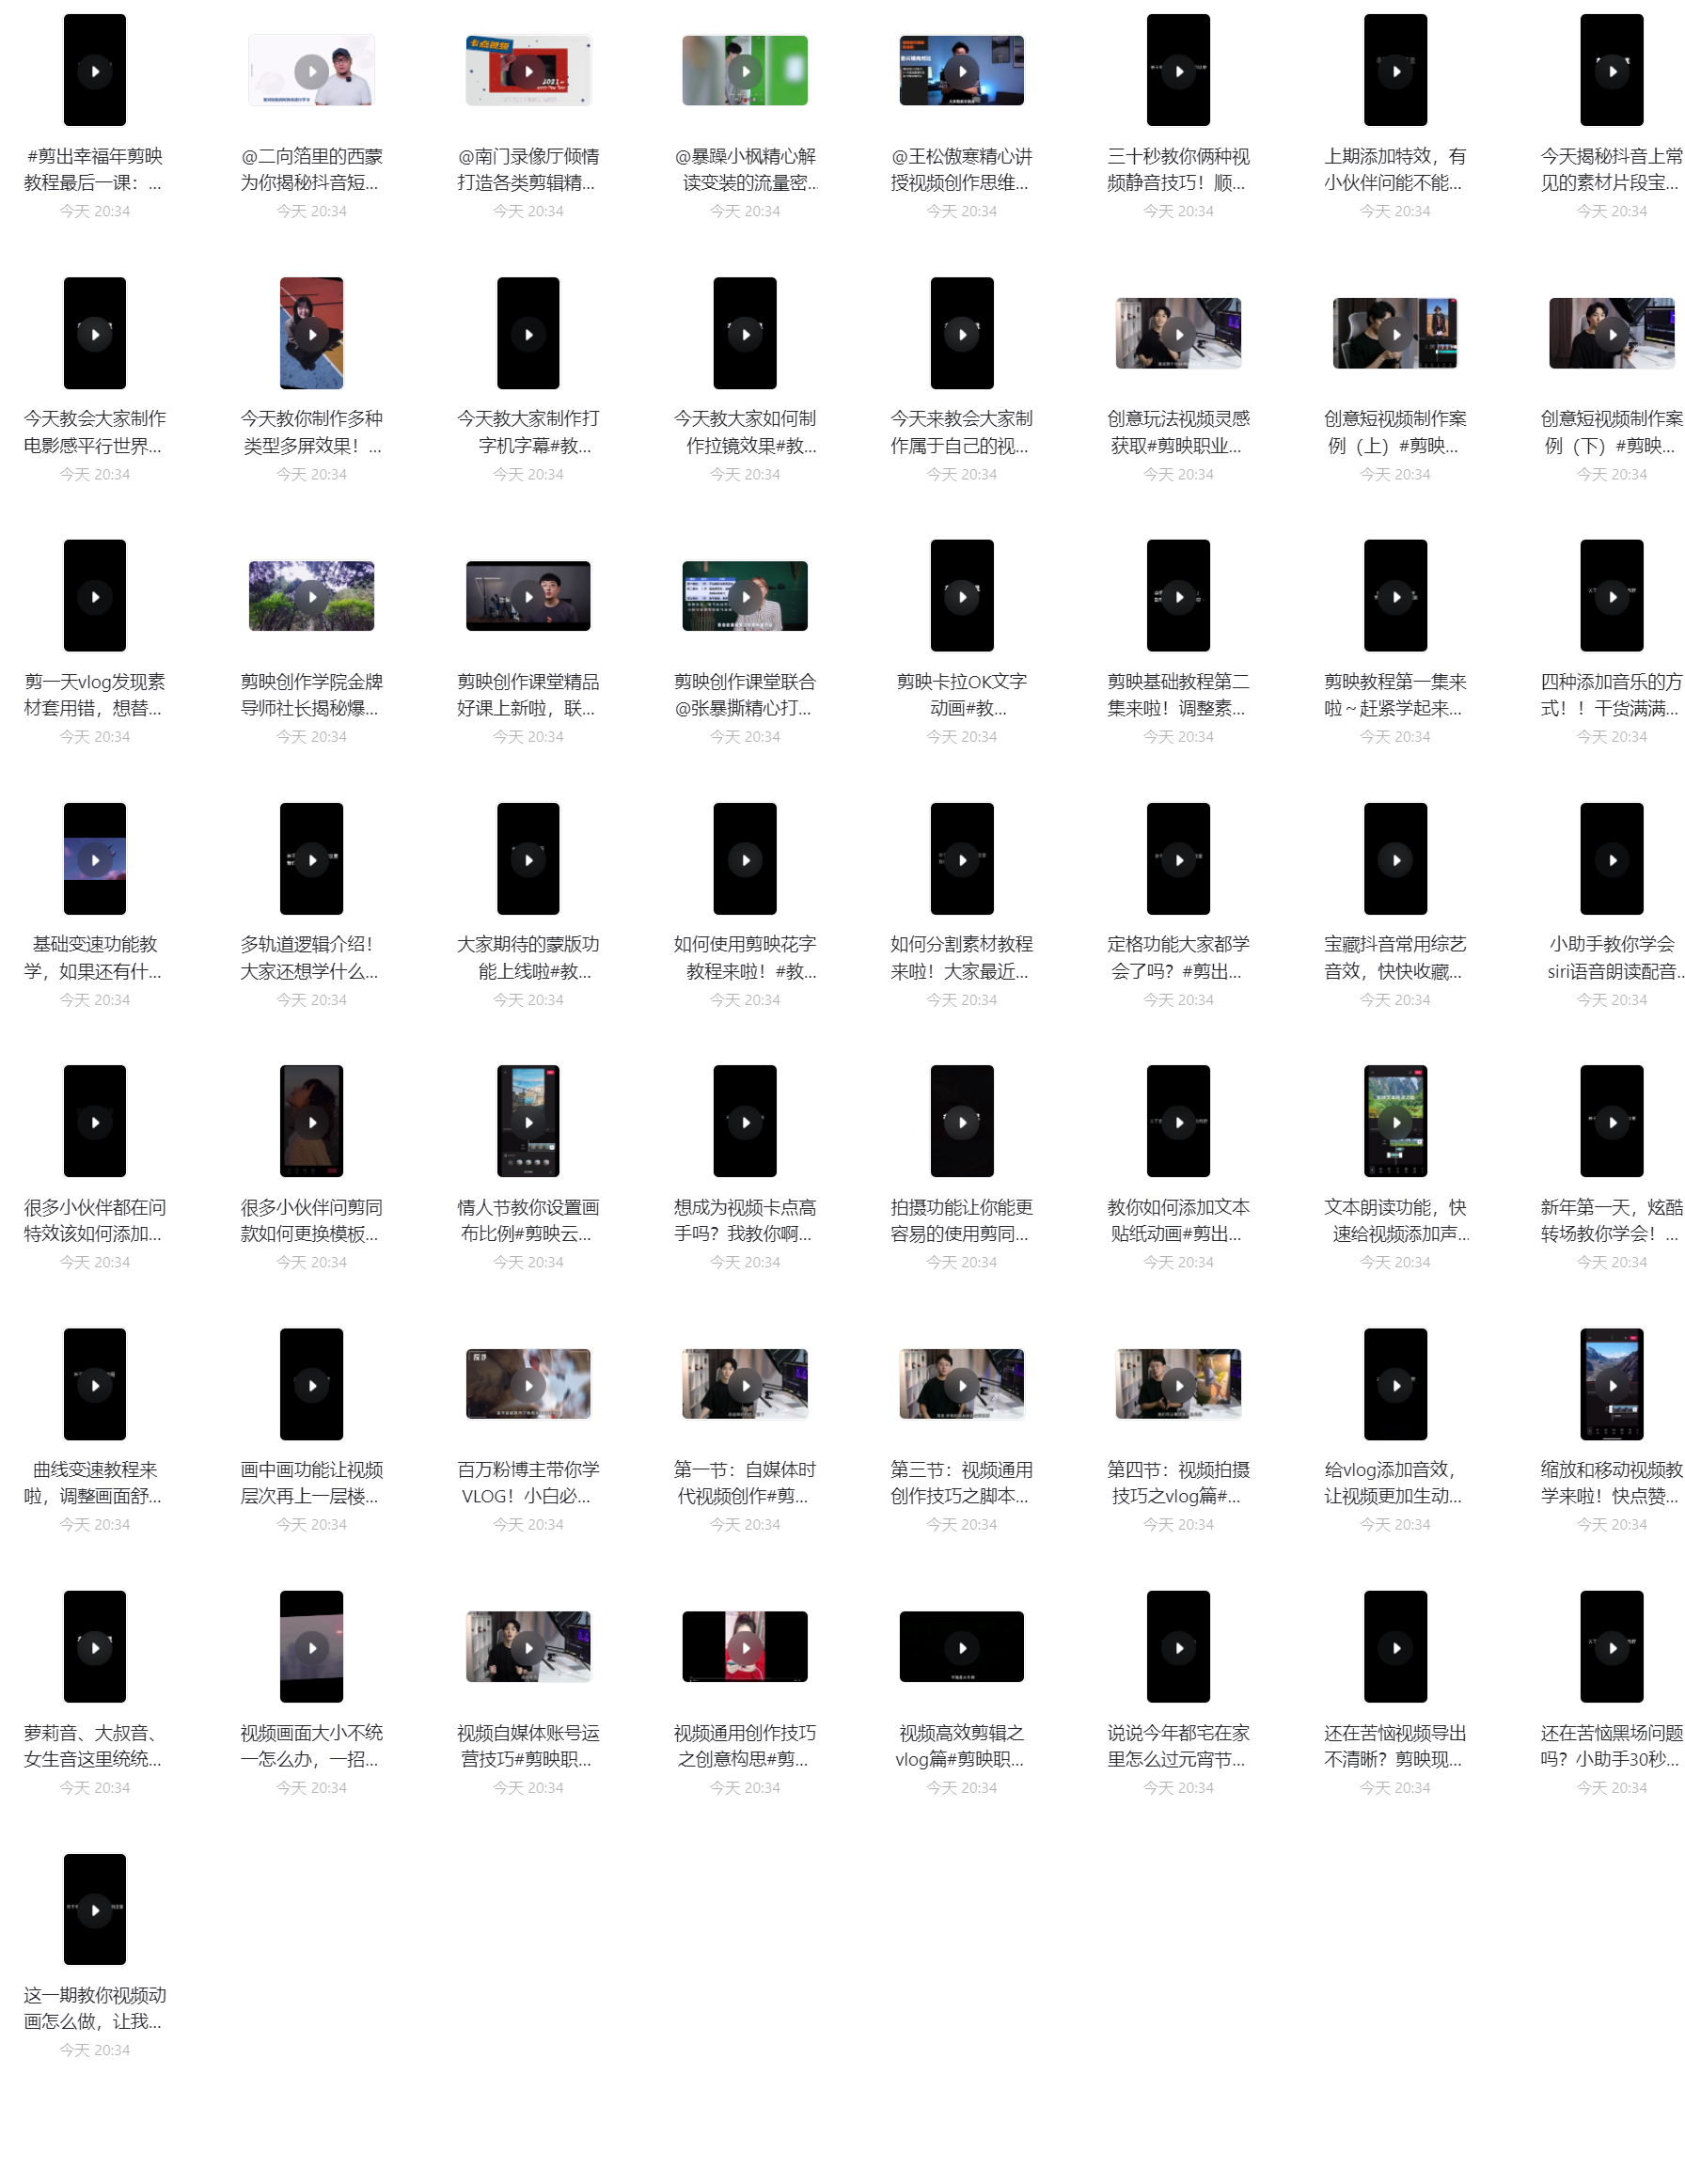 卡点视频
2021
#剪出幸福年剪映
教程最后一课：...
今天 20:34
@二向箔里的西蒙
为你揭秘抖音短...
今天 20:34
@南门录像厅倾情
打造各类剪辑精...
今天 20:34
@暴躁小枫精心解
读变装的流量密...
今天 20:34
@王松傲寒精心讲
授视频创作思维...
今天 20:34
三十秒教你俩种视
频静音技巧！顺...
今天 20:34
上期添加特效，有
小伙伴问能不能...
今天 20:34
今天揭秘抖音上常
见的素材片段宝...
今天 20:34
今天教会大家制作
电影感平行世界...
今天 20:34
今天教你制作多种
类型多屏效果！...
今天 20:34
今天教大家制作打
字机字幕#教...
今天 20:34
今天教大家如何制
作拉镜效果#教...
今天 20:34
今天来教会大家制
作属于自己的视...
今天 20:34
创意玩法视频灵感
获取#剪映职业...
今天 20:34
创意短视频制作案
例（上）#剪映...
今天 20:34
创意短视频制作案
例（下）#剪映...
今天 20:34
剪一天vlog发现素
材套用错，想替...
今天 20:34
剪映创作学院金牌
导师社长揭秘爆...
今天 20:34
剪映创作课堂精品
好课上新啦，联...
今天 20:34
剪映创作课堂联合
@张暴撕精心打...
今天 20:34
剪映卡拉OK文字
动画#教...
今天 20:34
剪映基础教程第二
集来啦！调整素...
今天 20:34
剪映教程第一集来
啦～赶紧学起来...
今天 20:34
四种添加音乐的方
式！！干货满满...
今天 20:34
基础变速功能教
学，如果还有什...
今天 20:34
多轨道逻辑介绍！
大家还想学什么...
今天 20:34
大家期待的蒙版功
能上线啦#教...
今天 20:34
如何使用剪映花字
教程来啦！#教...
今天 20:34
如何分割素材教程
来啦！大家最近...
今天 20:34
定格功能大家都学
会了吗？#剪出...
今天 20:34
宝藏抖音常用综艺
音效，快快收藏...
今天 20:34
小助手教你学会
siri语音朗读配音...
今天 20:34
很多小伙伴都在问
特效该如何添加...
今天 20:34
很多小伙伴问剪同
款如何更换模板...
今天 20:34
情人节教你设置画
布比例#剪映云...
今天 20:34
想成为视频卡点高
手吗？我教你啊...
今天 20:34
拍摄功能让你能更
容易的使用剪同...
今天 20:34
教你如何添加文本
贴纸动画#剪出...
今天 20:34
文本朗读功能，快
速给视频添加声...
今天 20:34
新年第一天，炫酷
转场教你学会！...
今天 20:34
曲线变速教程来
啦，调整画面舒...
今天 20:34
画中画功能让视频
层次再上一层楼...
今天 20:34
百万粉博主带你学
VLOG！小白必...
今天 20:34
第一节：自媒体时
代视频创作#剪...
今天 20:34
第三节：视频通用
创作技巧之脚本...
今天 20:34
第四节：视频拍摄
技巧之vlog篇#...
今天 20:34
给vlog添加音效，
让视频更加生动...
今天 20:34
缩放和移动视频教
学来啦！快点赞...
今天 20:34
萝莉音、大叔音、
女生音这里统统...
今天 20:34
视频画面大小不统
一怎么办，一招...
今天 20:34
视频自媒体账号运
营技巧#剪映职...
今天 20:34
视频通用创作技巧
之创意构思#剪...
今天 20:34
视频高效剪辑之
vlog篇#剪映职...
今天 20:34
说说今年都宅在家
里怎么过元宵节...
今天 20:34
还在苦恼视频导出
不清晰？剪映现...
今天 20:34
还在苦恼黑场问题
吗？小助手30秒...
今天 20:34
这一期教你视频动
画怎么做，让我...
今天 20:34